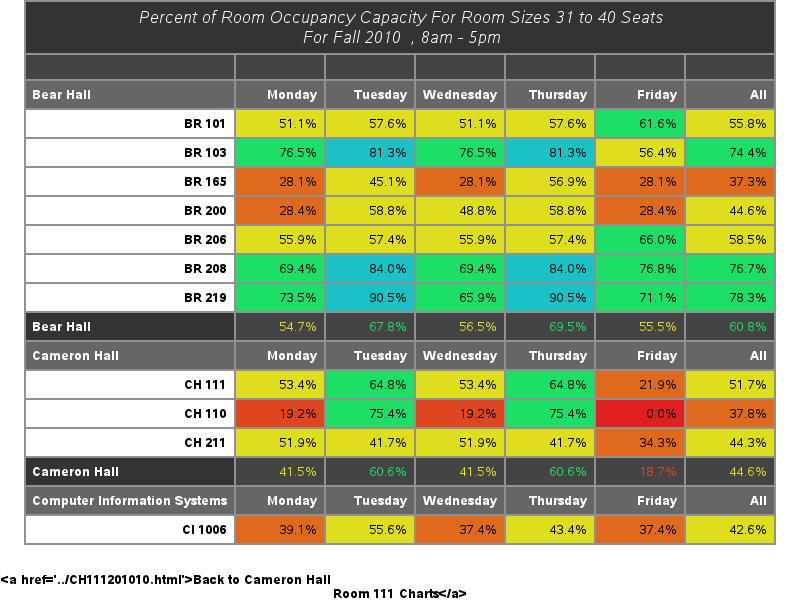 Percent of Room Occupancy Capacity For Room Sizes 31 to 40 Seats
For Fall 2010 , 8am - 5pm
Bear Hall Monday Tuesday Wednesday Thursday Friday All
BR 101 51.1% 57.6% 51.1% 57.6% 61.6% 55.8%
BR 103 76.5% 81.3% 76.5% 81.3% 56.4% 74.4%
BR 165 28.1% 45.1% 28.1% 56.9% 28.1% 37.3%
BR 200 28.4% 58.8% 48.8% 58.8% 28.4% 44.6%
BR 206 55.9% 57.4% 55.9% 57.4% 66.0% 58.5%
BR 208 69.4% 84.0% 69.4% 84.0% 76.8% 76.7%
BR 219 73.5% 90.5% 65.9% 90.5% 71.1% 78.3%
Bear Hall 54.7% 67.8% 56.5% 69.5% 55.5% 60.8%
Cameron Hall Monday Tuesday Wednesday Thursday Friday All
CH 111 53.4% 64.8% 53.4% 64.8% 21.9% 51.7%
CH 110 19.2% 75.4% 19.2% 75.4% 0.0% 37.8%
CH 211 51.9% 41.7% 51.9% 41.7% 34.3% 44.3%
Cameron Hall 41.5% 60.6% 41.5% 60.6% 18.7% 44.6%
Computer Information Systems Monday Tuesday Wednesday Thursday Friday All
CI 1006 39.1% 55.6% 37.4% 43.4% 37.4% 42.6%
<a href='../CH111201010.html'>Back to Cameron Hall
Room 111 Charts</a>